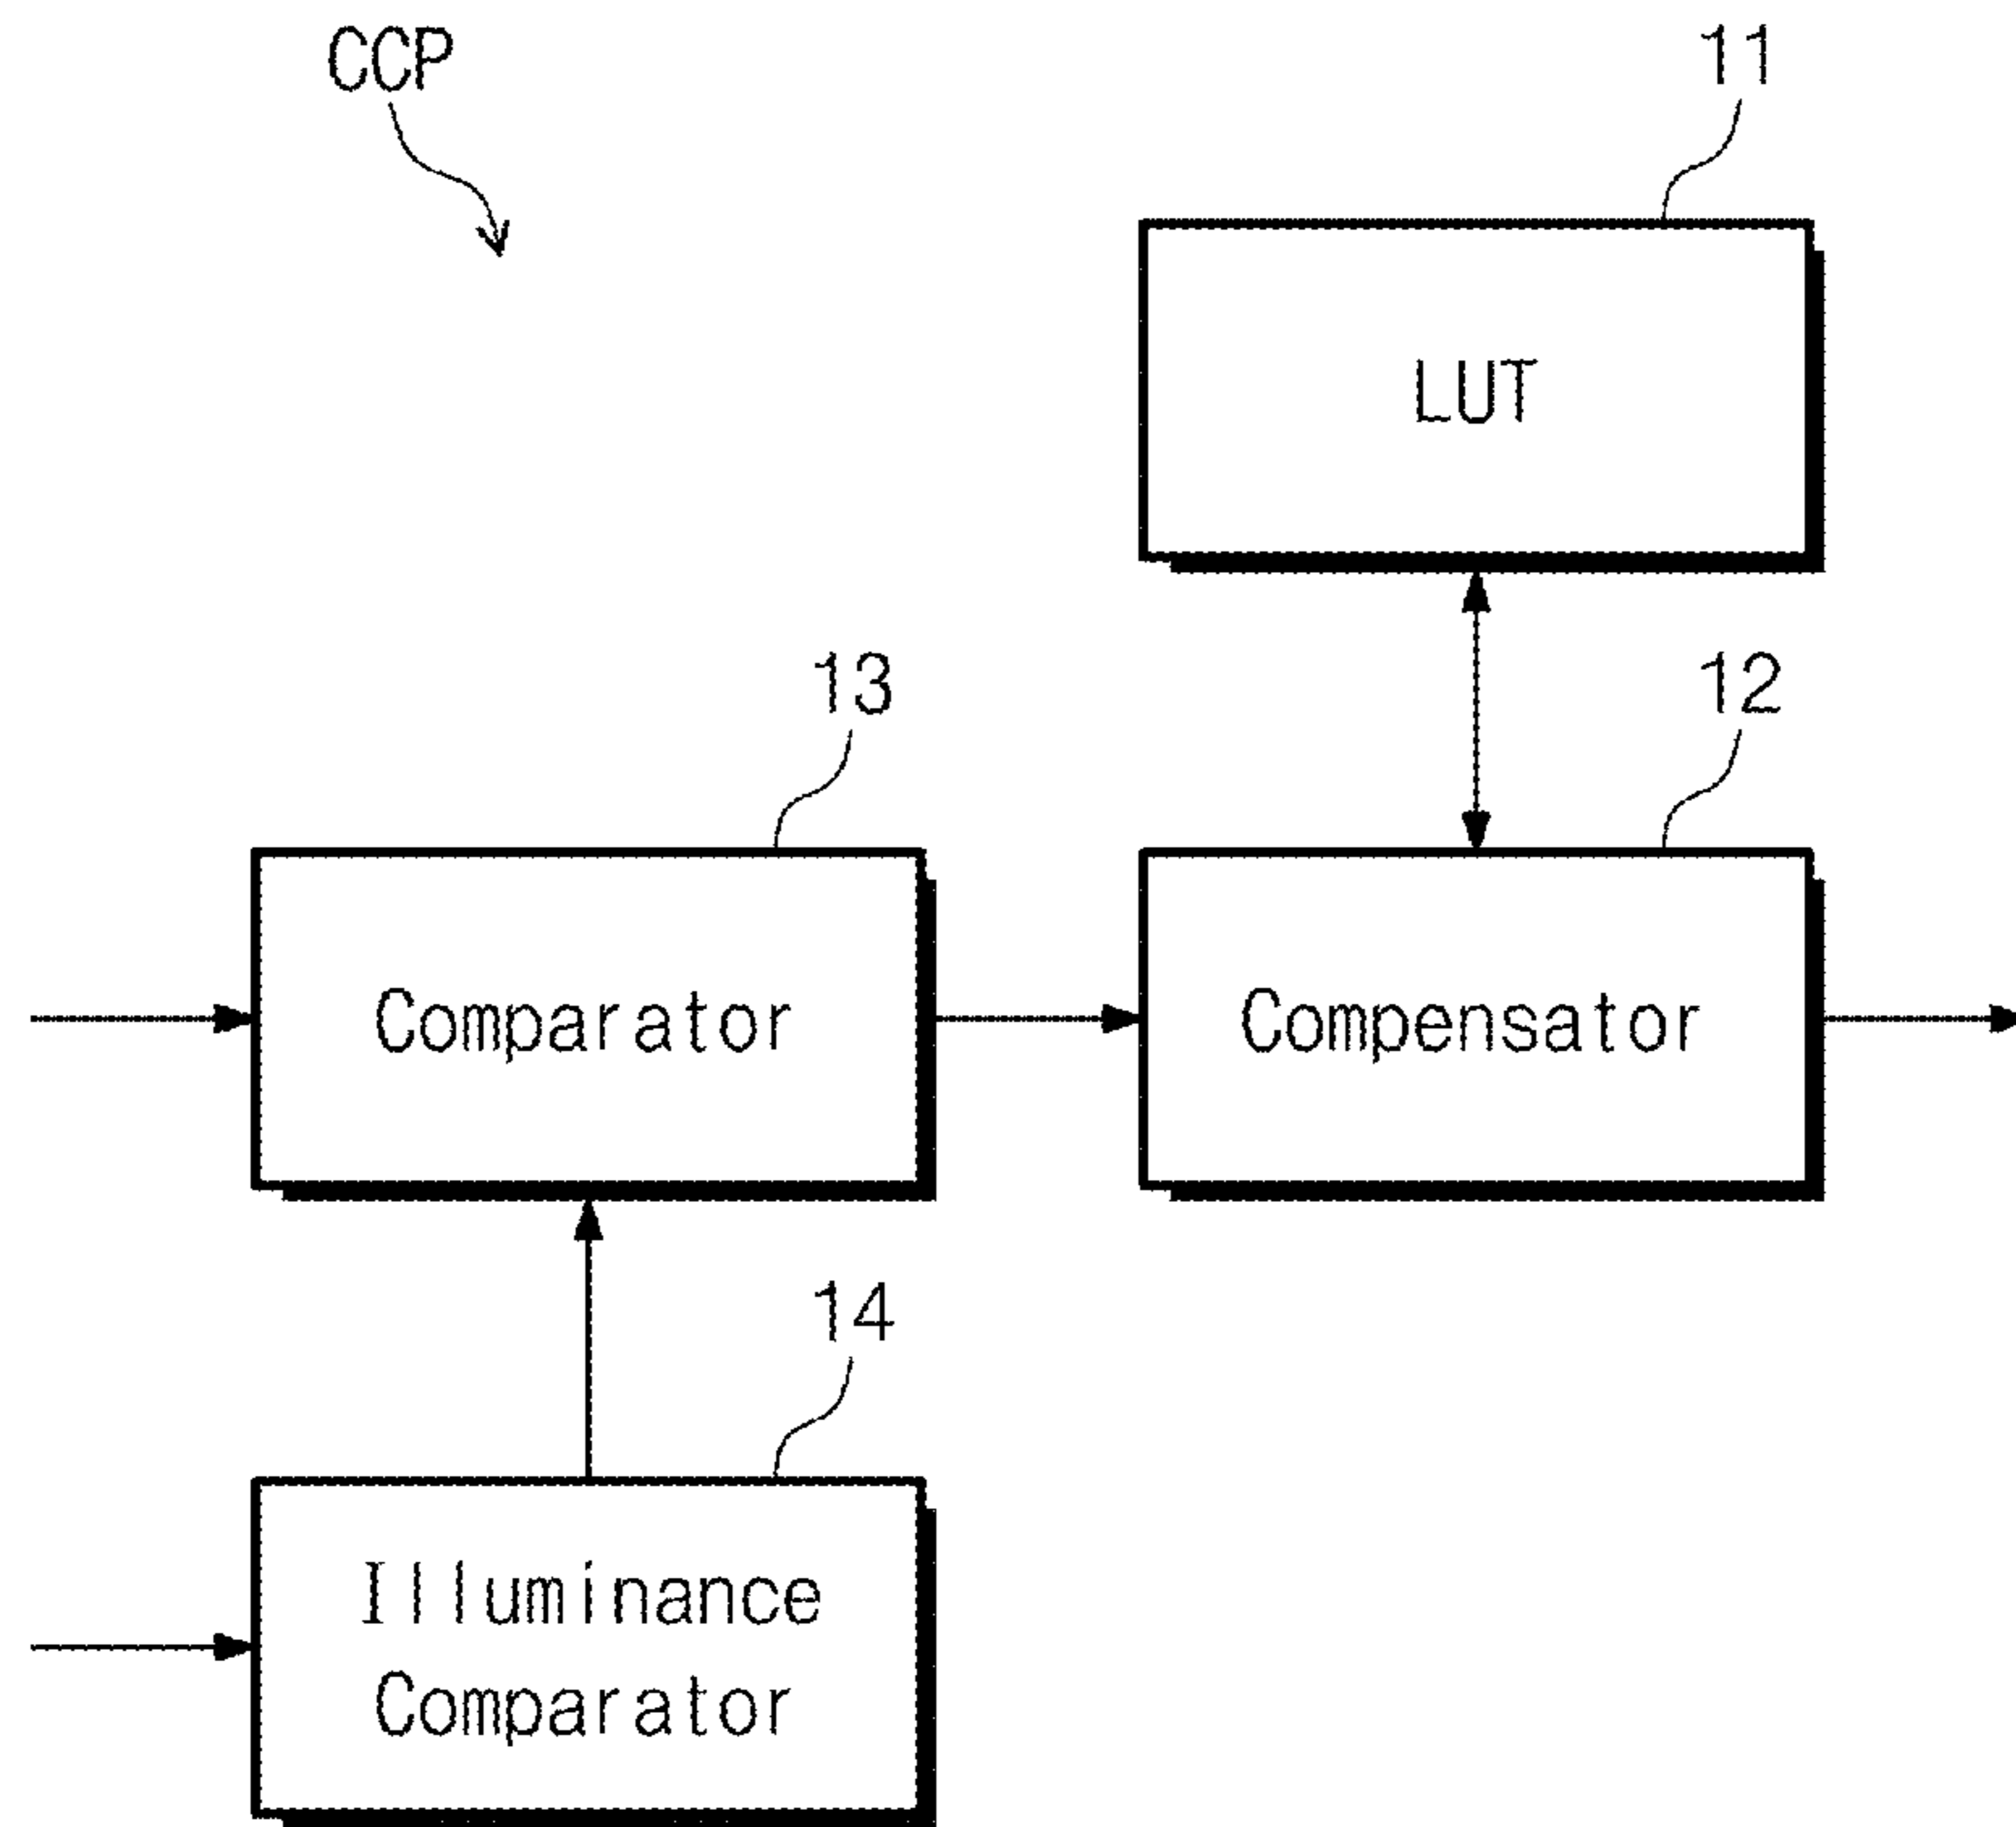 CCP
11
LUT
13
12
Comparator
Compensator
14
Illuminance
Comparator